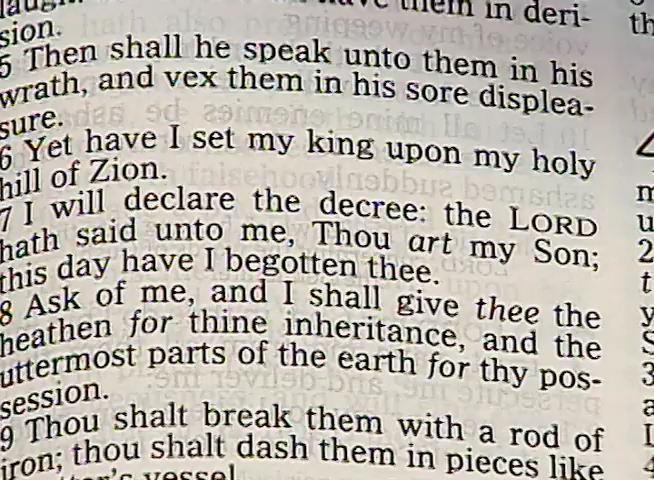 them in deri-
sion.
5 Then shall he speak unto them in his
wrath, and vex them in his sore displea-
sure.
6 Yet have I set my king upon my holy
hill of Zion.
7 I will declare the decree: the LORD
hath said unto me, Thou art my Son;
this day have I begotten thee.
8 Ask of me, and I shall give thee the
heathen for thine inheritance, and the
uttermost parts of the earth for thy pos-
session.
9 Thou shalt break them with a rod of
iron; thou shalt dash them in pieces like
vessel